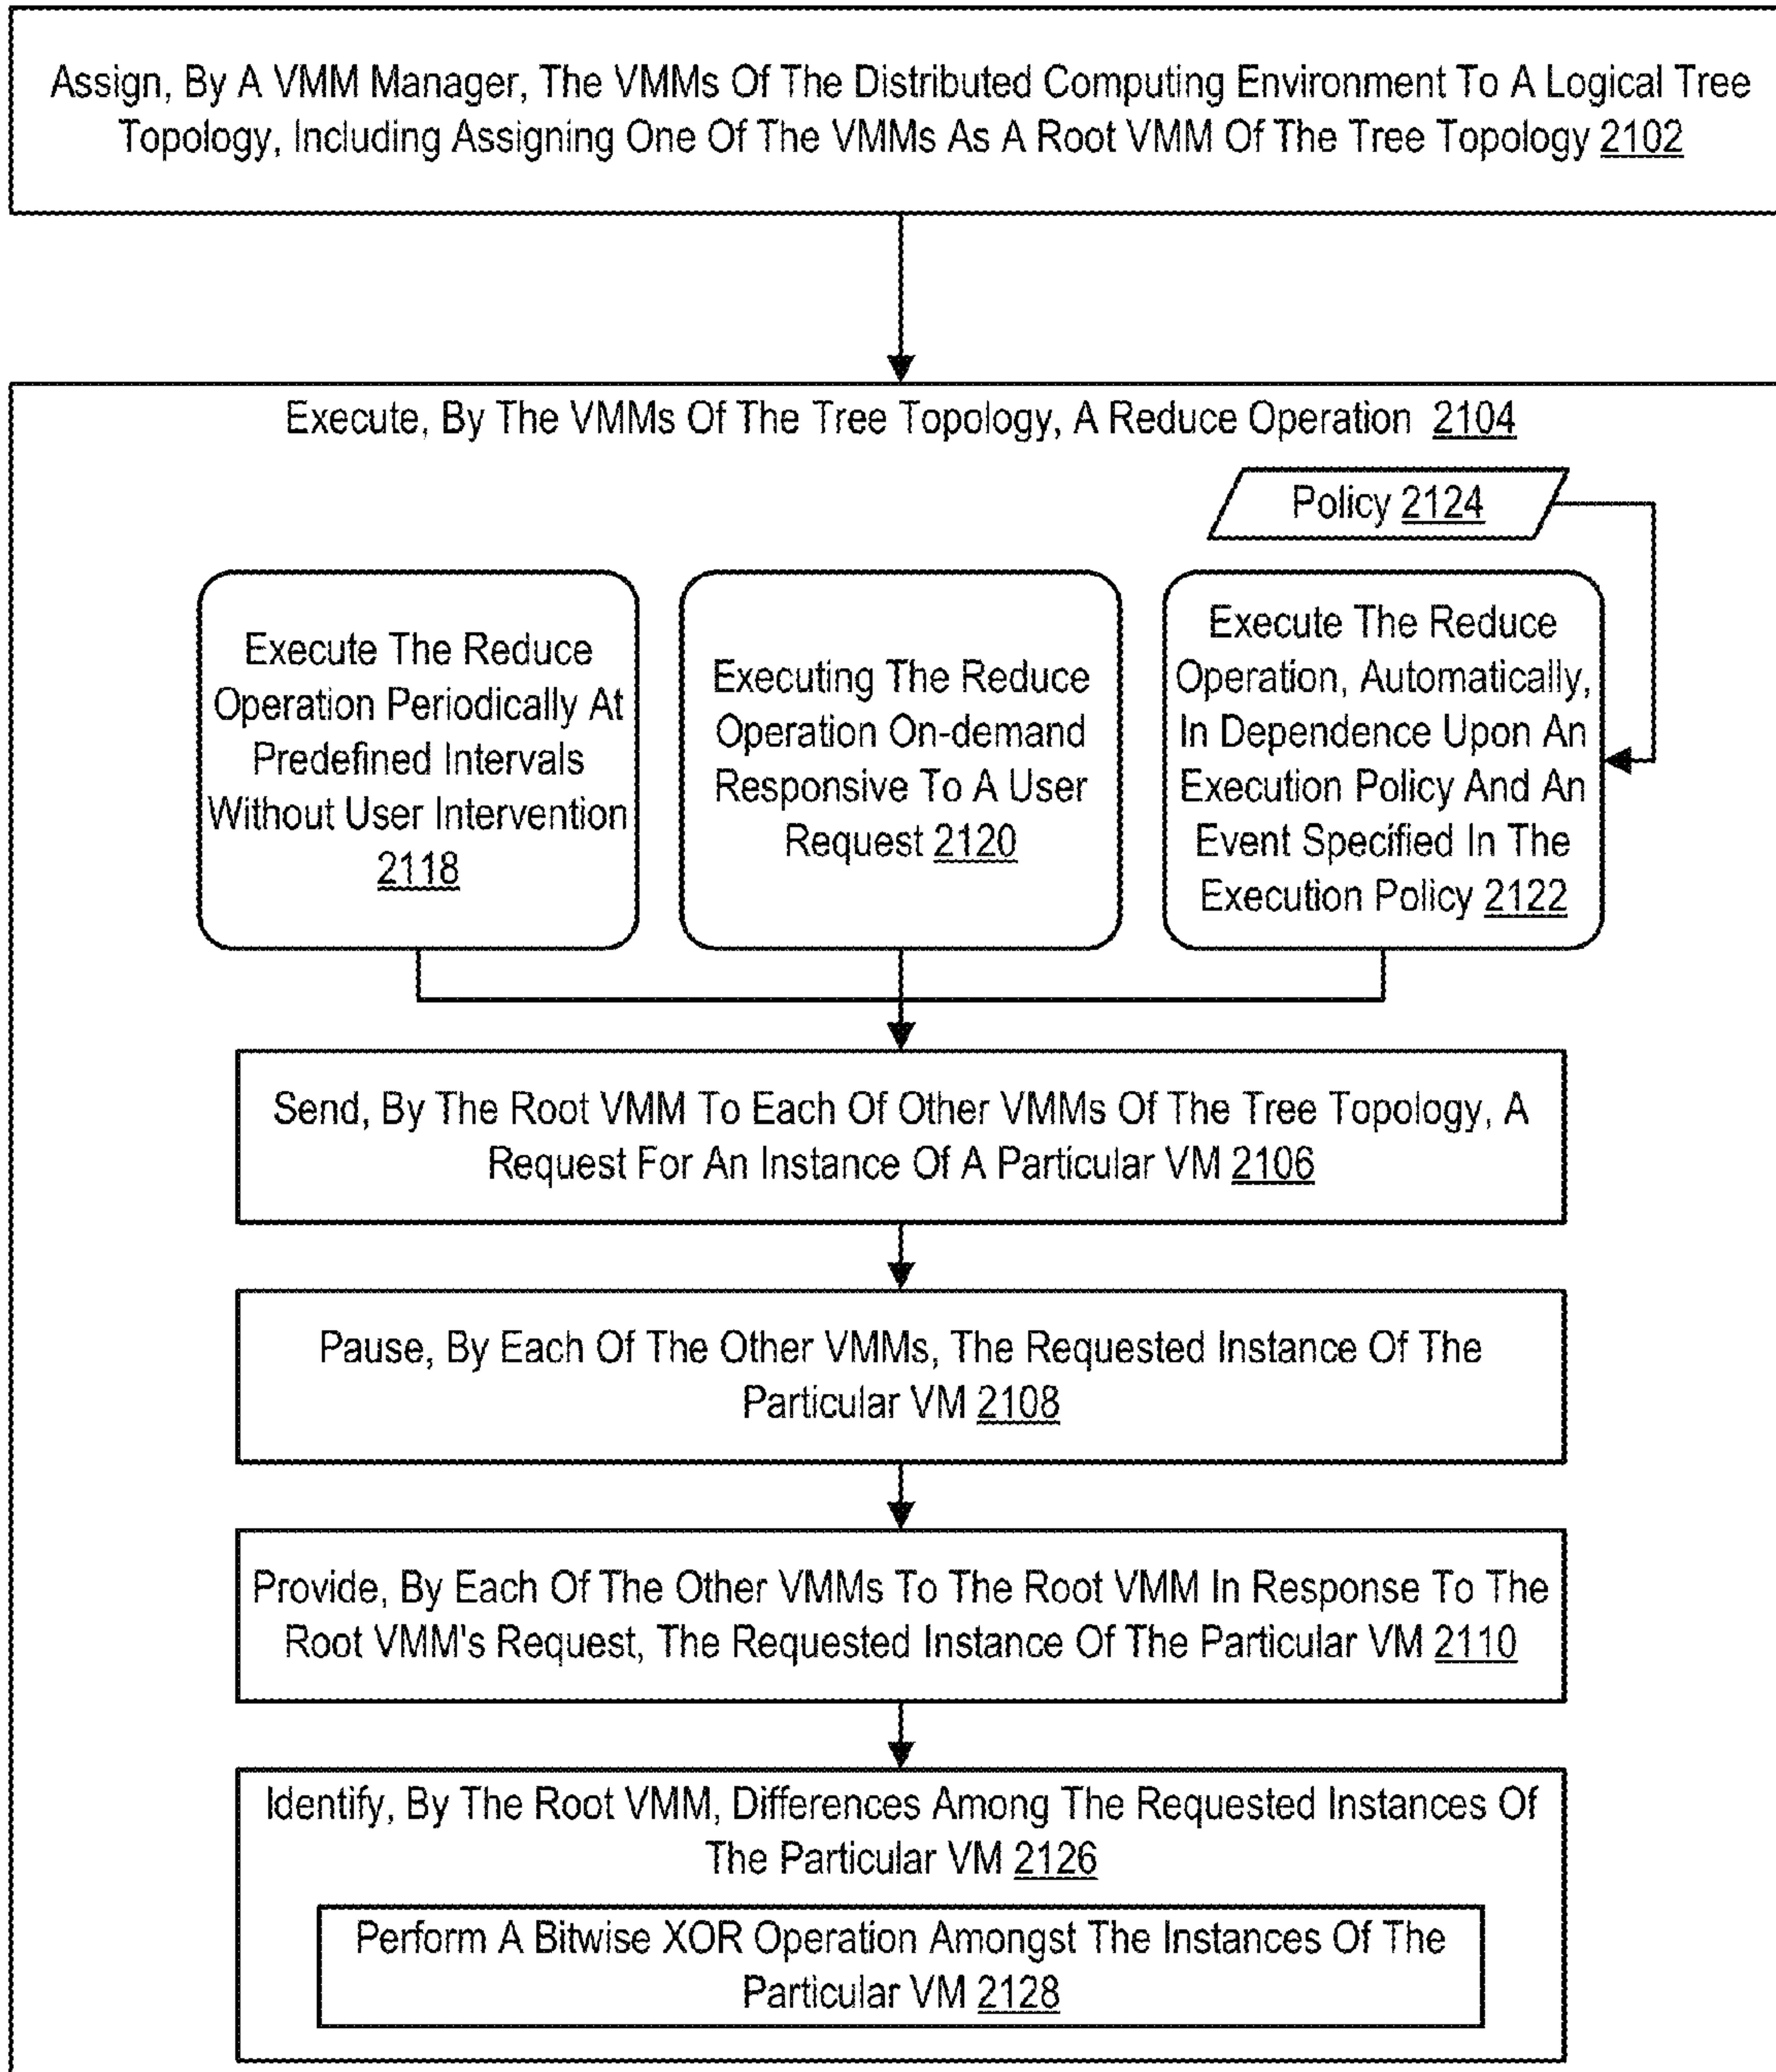 Assign, By A VMM Manager, The VMMs Of The Distributed Computing Environment To A Logical Tree
Topology, Including Assigning One Of The VMMs As A Root VMM Of The Tree Topology 2102
Execute, By The VMMs Of The Tree Topology, A Reduce Operation 2104
Policy 2124
Execute The Reduce
Operation Periodically At
Predefined Intervals
Without User Intervention
2118
Executing The Reduce
Operation On-demand
Responsive To A User
Request 2120
Execute The Reduce
Operation, Automatically,
In Dependence Upon An
Execution Policy And An
Event Specified In The
Execution Policy 2122
Send, By The Root VMM To Each Of Other VMMs Of The Tree Topology, A
Request For An Instance Of A Particular VM 2106
Pause, By Each Of The Other VMMs, The Requested Instance Of The
Particular VM 2108
Provide, By Each Of The Other VMMs To The Root VMM In Response To The
Root VMM's Request, The Requested Instance Of The Particular VM 2110
Identify, By The Root VMM, Differences Among The Requested Instances Of
The Particular VM 2126
Perform A Bitwise XOR Operation Amongst The Instances Of The
Particular VM 2128